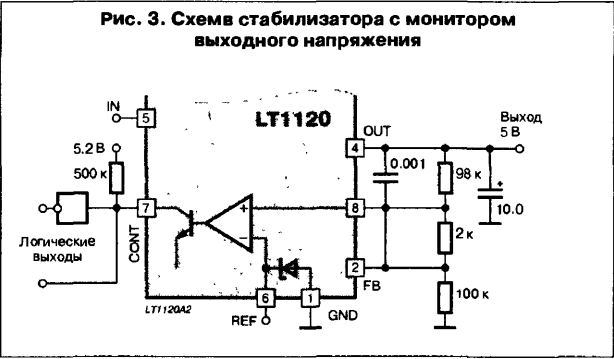 Рис. 3. Схемв стабилизатора с монитором
выходного напряжения
IN
5
LT1120
OUT
4
Выход
5 В
5.2 В
500 к
0.001
98 к
+
10.0
7
CONT
+
–
8
2 к
Логические
выходы
2
FB
100 к
6
1
LT1120A2
REF
GND